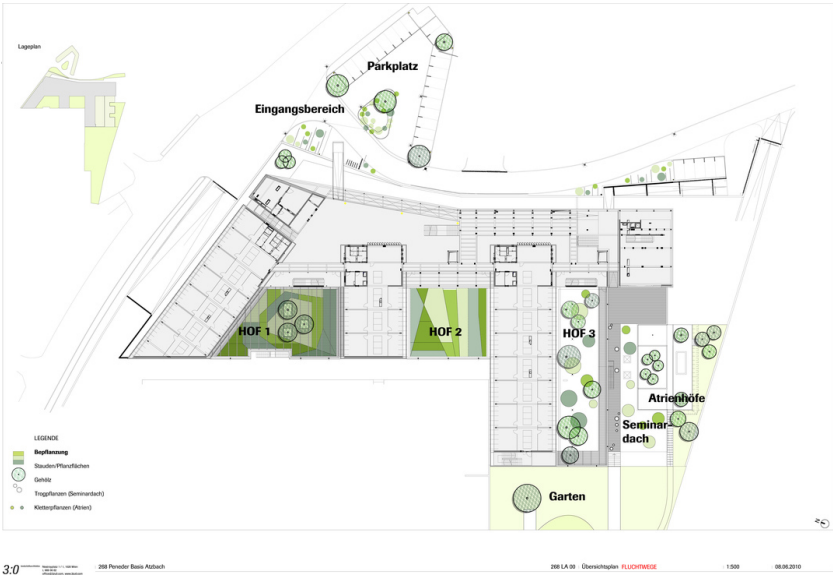 Lageplan
Parkplatz
Eingangsbereich
HOF 1
HOF 2
HOF 3
Atrienhöfe
Seminar-
dach
Garten
LEGENDE
Bepflanzung
Stauden/Pflanzflächen
Gehölz
Trogpflanzen (Seminardach)
Kletterpflanzen (Atrien)
N
3:0
268 Peneder Basis Atzbach
268 LA 00 Übersichtsplan FLUCHTWEGE 1:500 08.06.2010